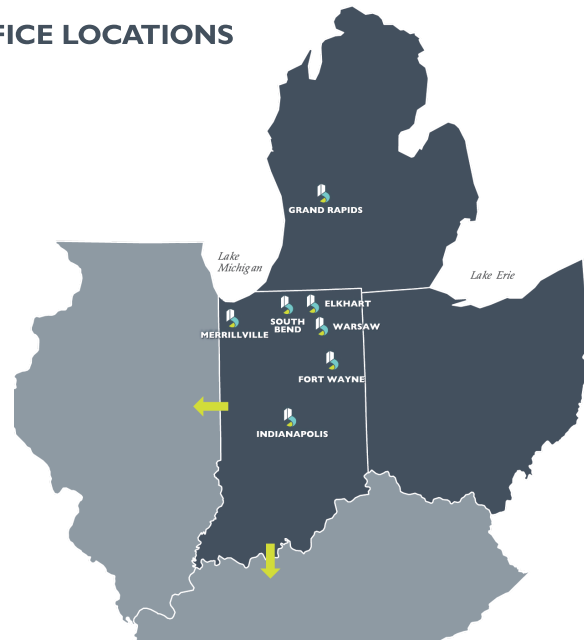 FICE LOCATIONS
GRAND RAPIDS
Lake
Michigan
Lake Erie
ELKHART
SOUTH
BEND
WARSAW
MERRILLVILLE
FORT WAYNE
INDIANAPOLIS